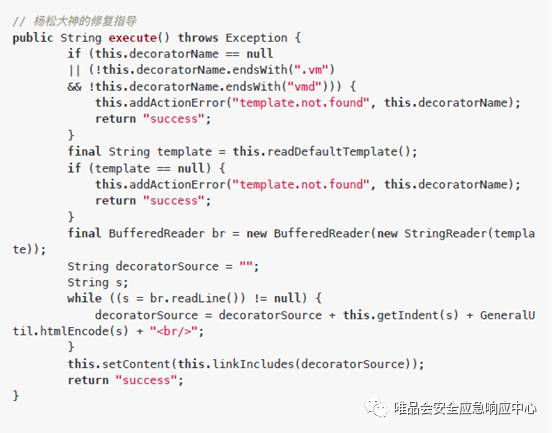 // 杨松大神的修复指导
public String execute() throws Exception {
        if (this.decoratorName == null
        || (!this.decoratorName.endsWith(".vm")
        && !this.decoratorName.endsWith("vmd"))) {
            this.addActionError("template.not.found", this.decoratorName);
            return "success";
        }
        final String template = this.readDefaultTemplate();
        if (template == null) {
            this.addActionError("template.not.found", this.decoratorName);
            return "success";
        }
        final BufferedReader br = new BufferedReader(new StringReader(templa
te));
        String decoratorSource = "";
        String s;
        while ((s = br.readLine()) != null) {
            decoratorSource = decoratorSource + this.getIndent(s) + GeneralU
til.htmlEncode(s) + "<br/>";
        }
        this.setContent(this.linkIncludes(decoratorSource));
        return "success";
}
唯品会安全应急响应中心